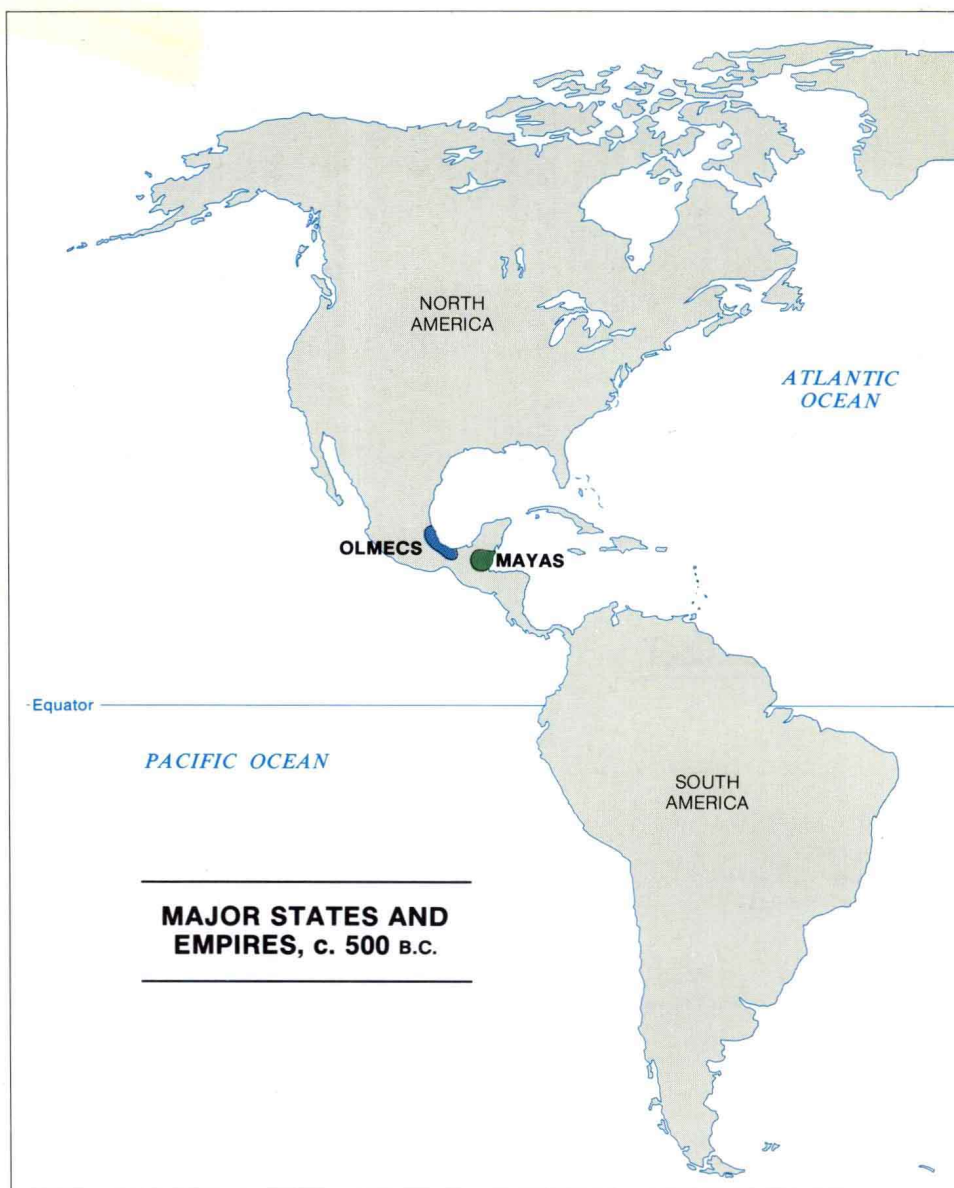 NORTH
AMERICA
ATLANTIC
OCEAN
OLMECS
MAYAS
Equator
PACIFIC OCEAN
SOUTH
AMERICA
MAJOR STATES AND
EMPIRES, c. 500 B.C.